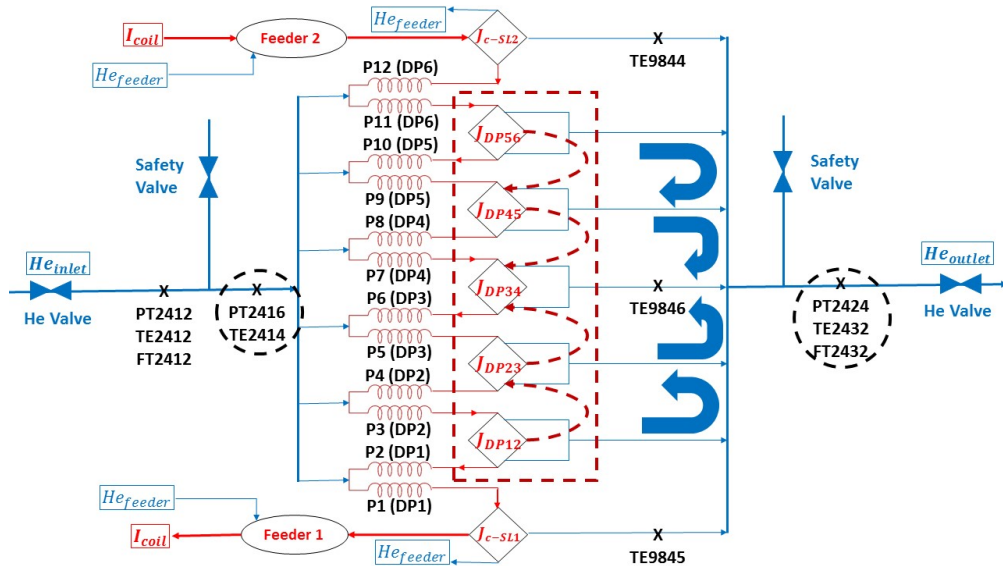 He_feeder
I_coil
Feeder 2
J_c-SL2
He_feeder
X
TE9844
P12 (DP6)
P11 (DP6)
J_DP56
P10 (DP5)
Safety
Valve
Safety
Valve
P9 (DP5)
J_DP45
P8 (DP4)
He_inlet
He_outlet
P7 (DP4)
J_DP34
X
X
X
X
He Valve
P6 (DP3)
TE9846
He Valve
PT2412
TE2412
FT2412
PT2416
TE2414
PT2424
TE2432
FT2432
P5 (DP3)
J_DP23
P4 (DP2)
P3 (DP2)
J_DP12
P2 (DP1)
He_feeder
P1 (DP1)
I_coil
Feeder 1
J_c-SL1
X
He_feeder
TE9845